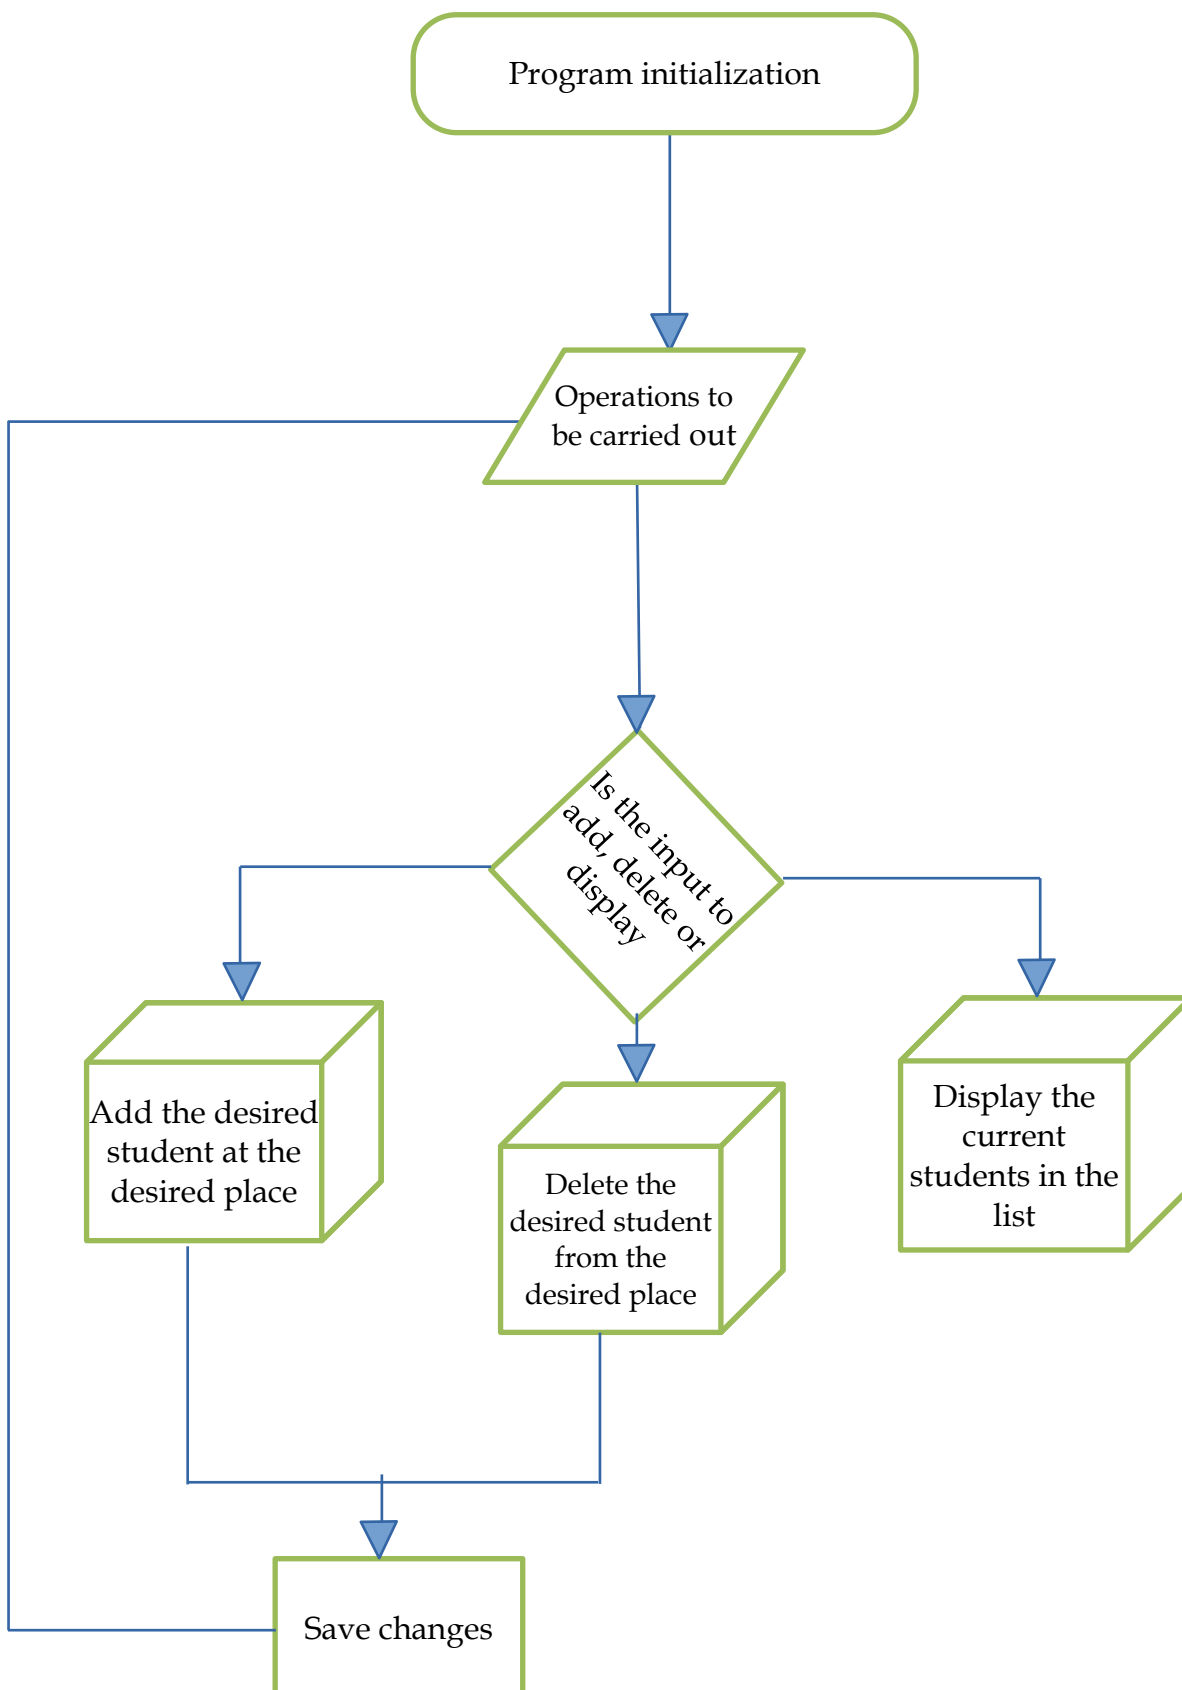 Program initialization
Operations to
be carried out
Is the input to
add, delete or
display
Add the desired
student at the
desired place
Delete the
desired student
from the
desired place
Display the
current
students in the
list
Save changes